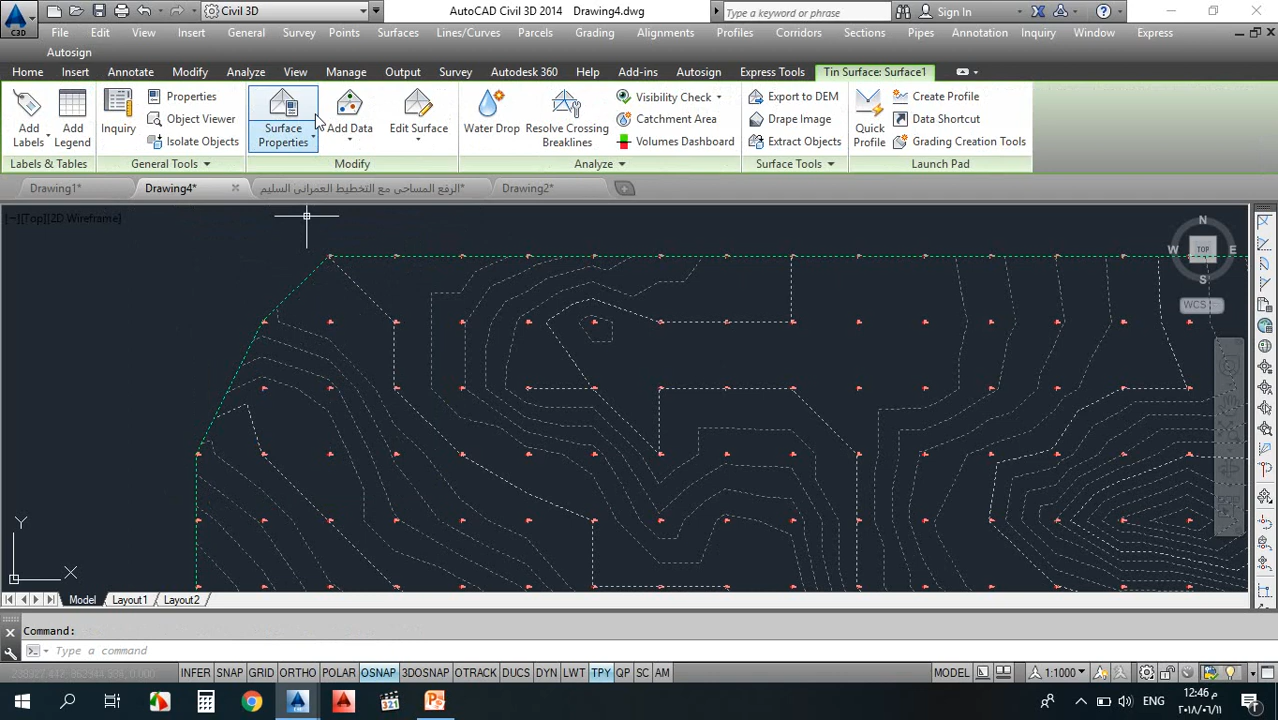 Civil 3D
AutoCAD Civil 3D 2014 Drawing4.dwg
Type a keyword or phrase
Sign In
C3D
File Edit View Insert General Survey Points Surfaces Lines/Curves Parcels Grading Alignments Profiles Corridors Sections Pipes Annotation Inquiry Window Express
Autosign
Home Insert Annotate Modify Analyze View Manage Output Survey Autodesk 360 Help Add-ins Autosign Express Tools Tin Surface: Surface1
Add Labels
Add Legend
Labels & Tables
Inquiry
Properties
Object Viewer
Isolate Objects
General Tools
Surface Properties
Add Data
Edit Surface
Modify
Water Drop
Resolve Crossing Breaklines
Visibility Check
Catchment Area
Volumes Dashboard
Analyze
Export to DEM
Drape Image
Extract Objects
Surface Tools
Quick Profile
Create Profile
Data Shortcut
Grading Creation Tools
Launch Pad
Drawing1*
Drawing4*
الرفع المساحى مع التخطيط العمرانى السليم*
Drawing2*
[−][Top][2D Wireframe]
N
W TOP E
S
WCS
Y
X
Model Layout1 Layout2
Command:
Type a command
INFER SNAP GRID ORTHO POLAR OSNAP 3DOSNAP OTRACK DUCS DYN LWT TPY QP SC AM
MODEL
1:1000
321
ENG
12:46 م
٢٠١٨/٠٦/١١